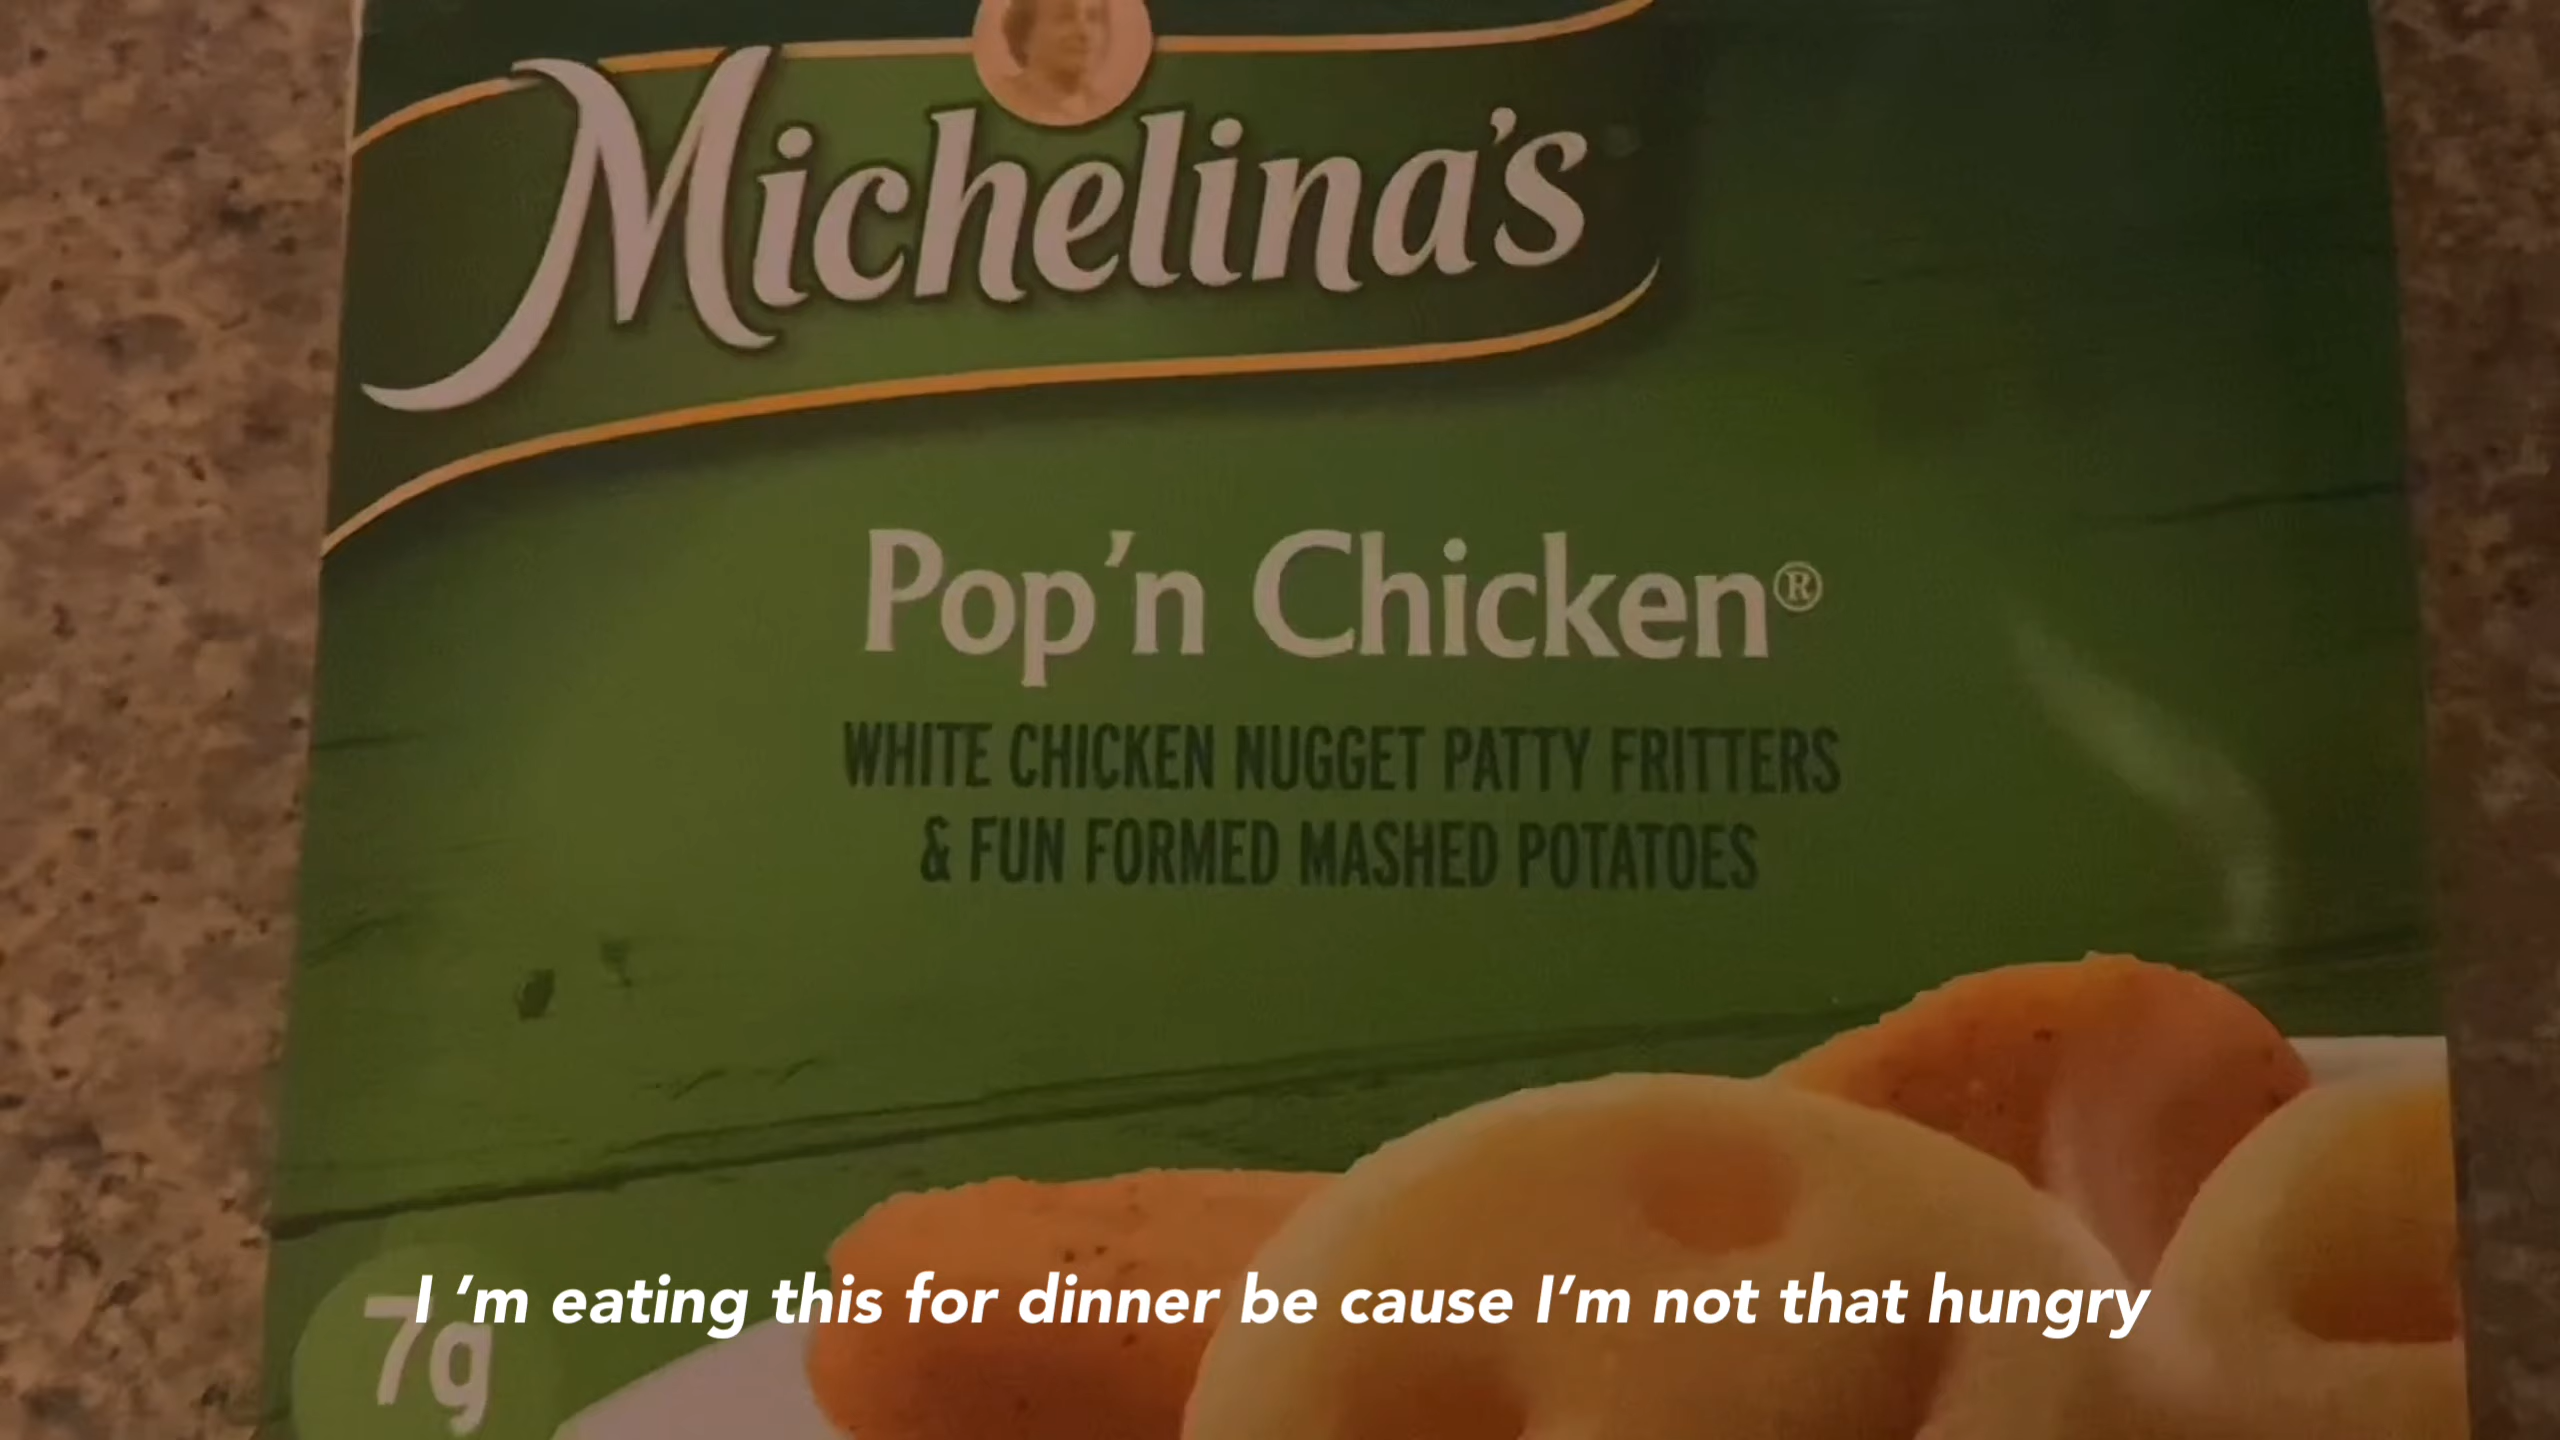 Michelina's
Pop'n Chicken®
WHITE CHICKEN NUGGET PATTY FRITTERS
& FUN FORMED MASHED POTATOES
I 'm eating this for dinner be cause I'm not that hungry
7g